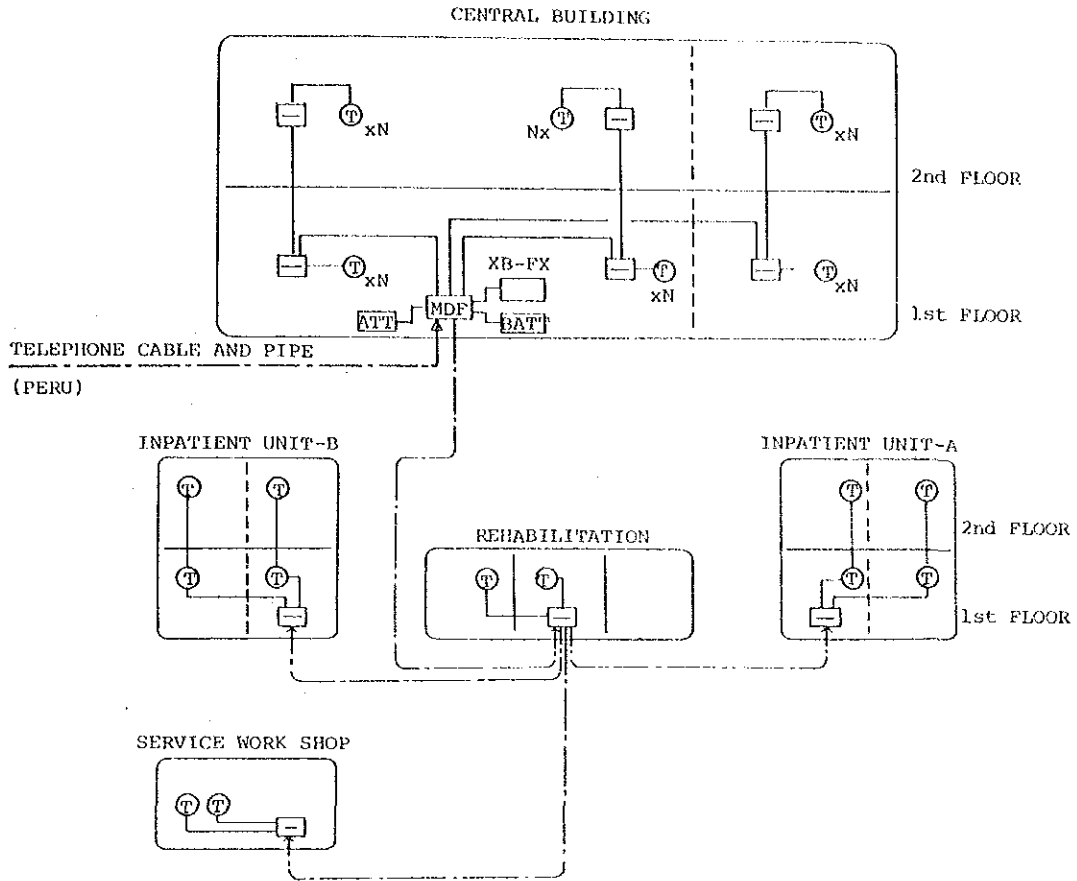 CENTRAL BUILDING
T xN
Nx T
T xN
2nd FLOOR
T xN
T xN
T xN
XB-FX
MDF
ATT
BATT
1st FLOOR
TELEPHONE CABLE AND PIPE
(PERU)
INPATIENT UNIT-B
INPATIENT UNIT-A
T T
T T
2nd FLOOR
REHABILITATION
T T
T T
T T
1st FLOOR
SERVICE WORK SHOP
T T